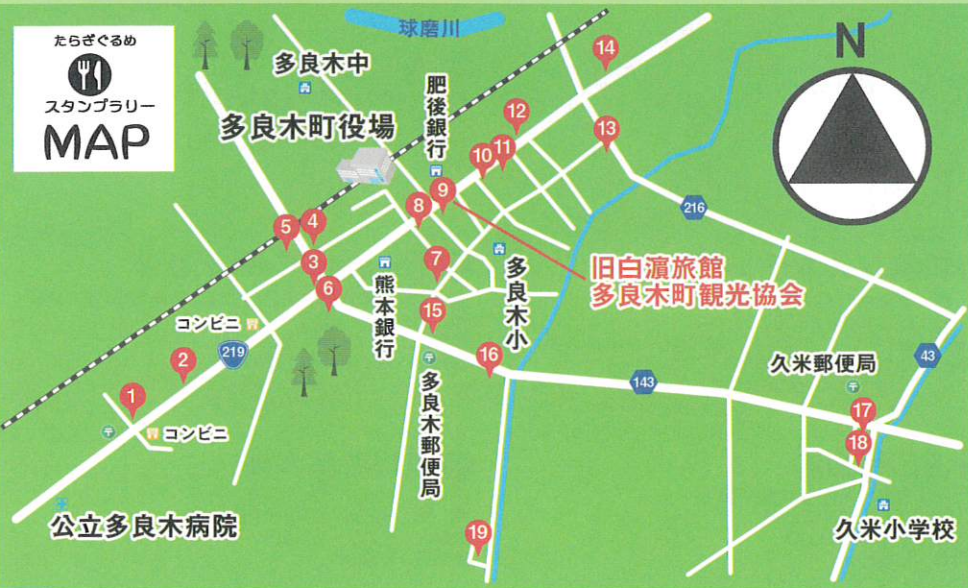 たらぎぐるめ
スタンプラリー
MAP
球磨川
N
多良木中
肥後銀行
多良木町役場
14
12
13
11
10
9
8
216
5
4
3
7
6
多良木小
旧白濵旅館
多良木町観光協会
熊本銀行
15
コンビニ
219
2
16
143
43
久米郵便局
1
コンビニ
多良木郵便局
17
18
公立多良木病院
19
久米小学校